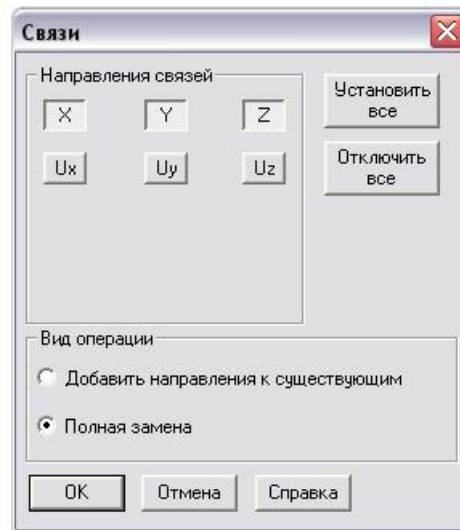 Связи
Направления связей
X Y Z
Ux Uy Uz
Установить
все
Отключить
все
Вид операции
Добавить направления к существующим
Полная замена
OK Отмена Справка